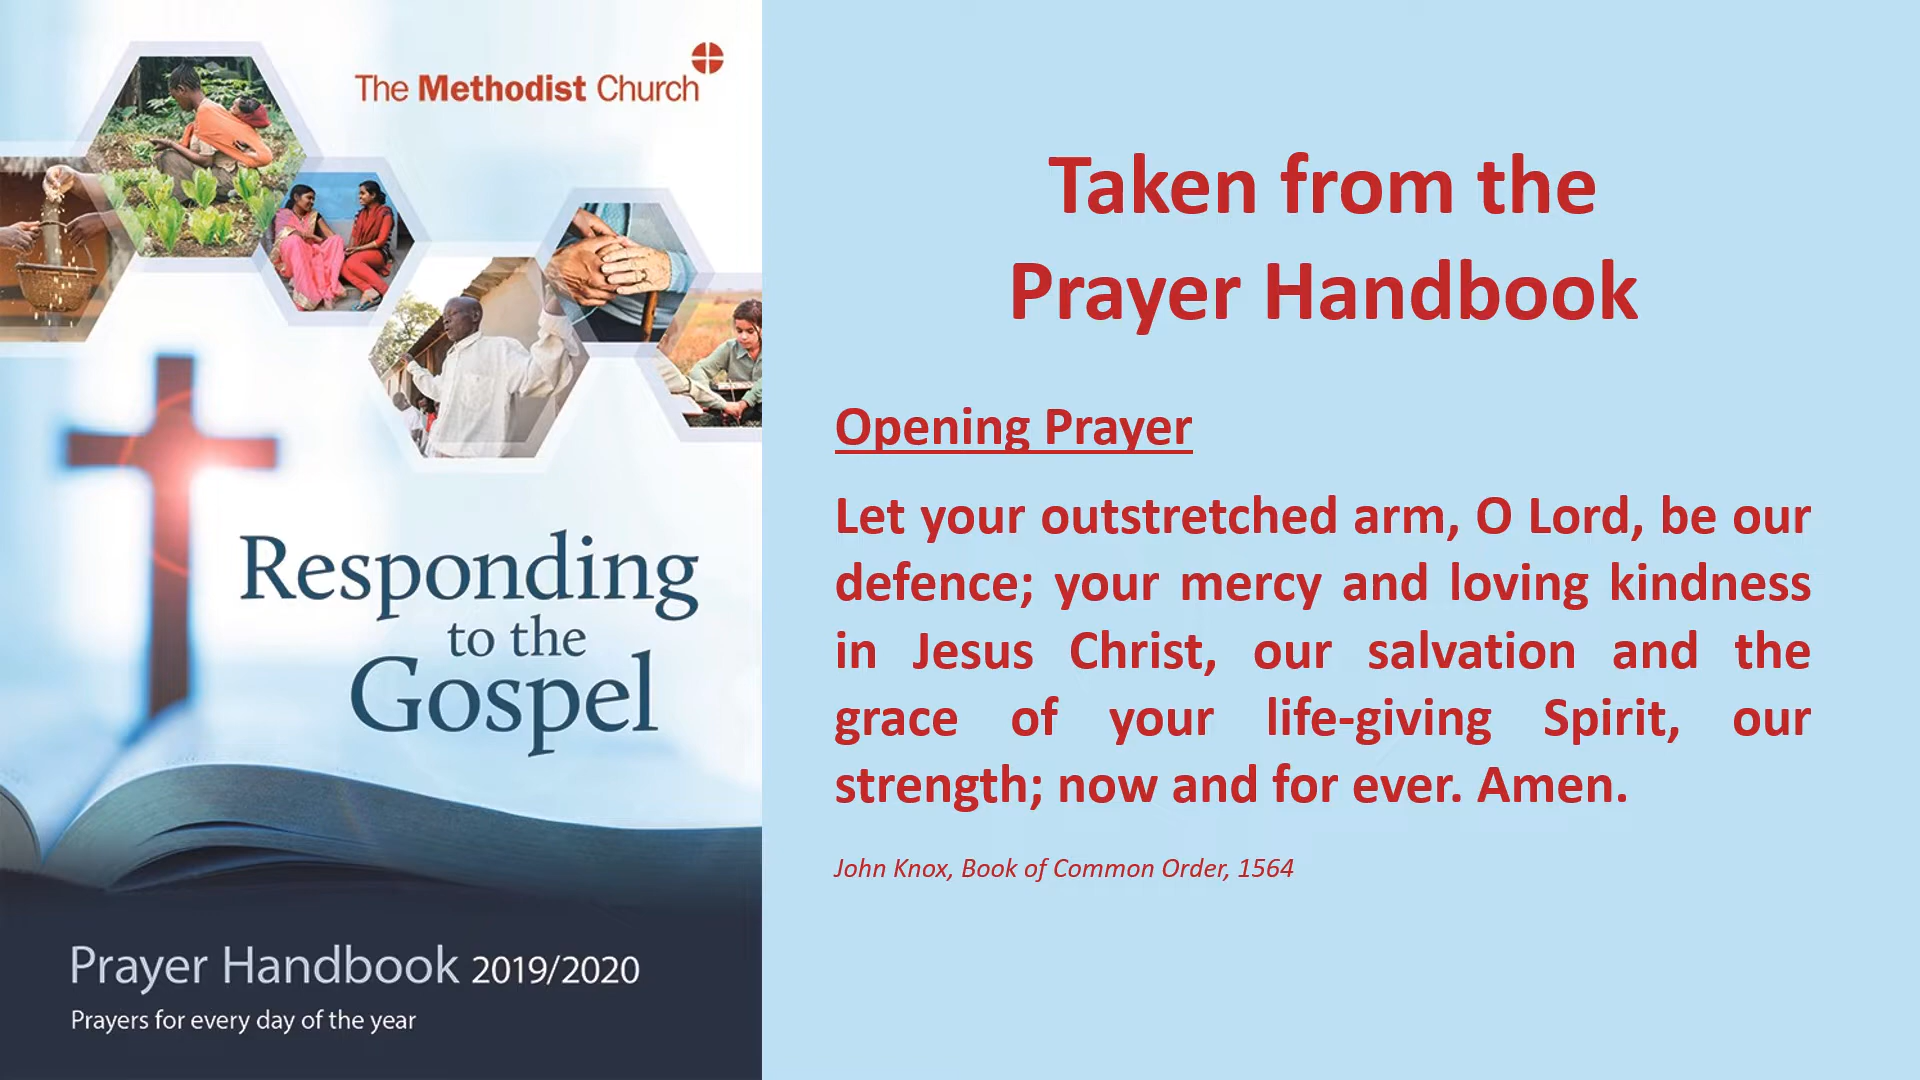 The Methodist Church
Responding
to the
Gospel
Prayer Handbook 2019/2020
Prayers for every day of the year
Taken from the
Prayer Handbook
Opening Prayer
Let your outstretched arm, O Lord, be our
defence; your mercy and loving kindness
in Jesus Christ, our salvation and the
grace of your life-giving Spirit, our
strength; now and for ever. Amen.
John Knox, Book of Common Order, 1564